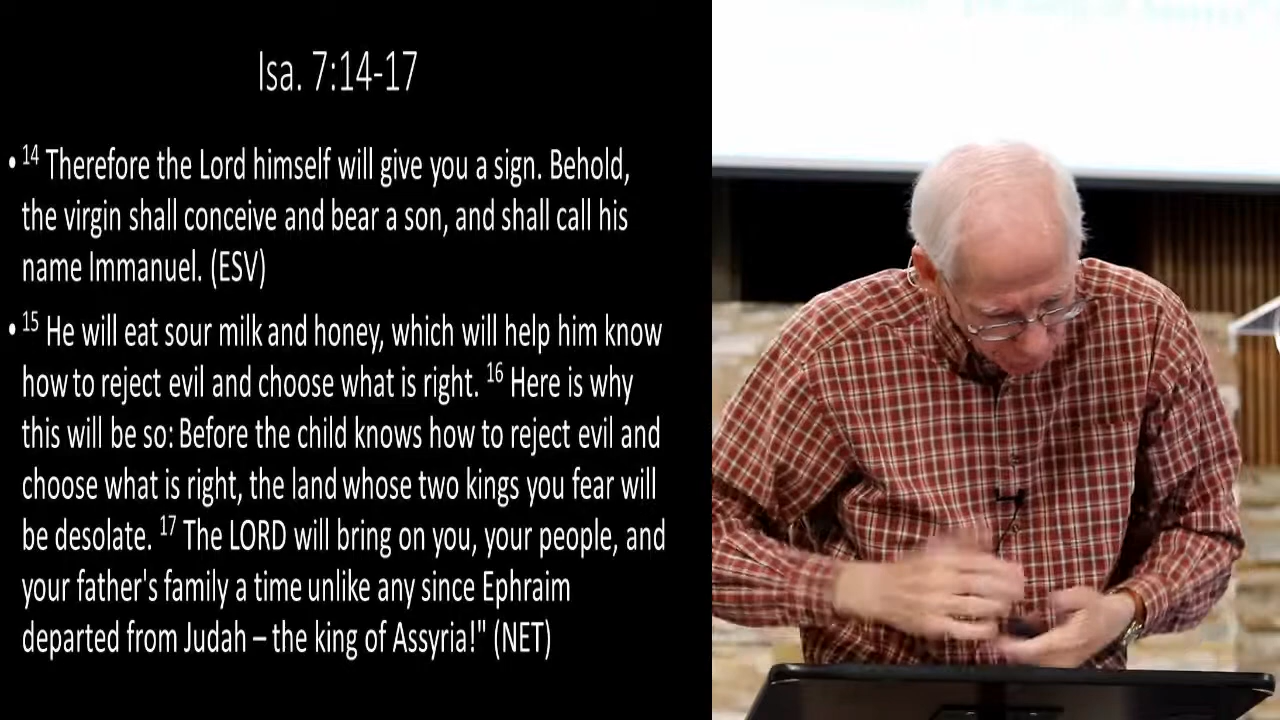 Isa. 7:14-17
• 14 Therefore the Lord himself will give you a sign. Behold,
the virgin shall conceive and bear a son, and shall call his
name Immanuel. (ESV)
• 15 He will eat sour milk and honey, which will help him know
how to reject evil and choose what is right. 16 Here is why
this will be so: Before the child knows how to reject evil and
choose what is right, the land whose two kings you fear will
be desolate. 17 The LORD will bring on you, your people, and
your father's family a time unlike any since Ephraim
departed from Judah – the king of Assyria!" (NET)